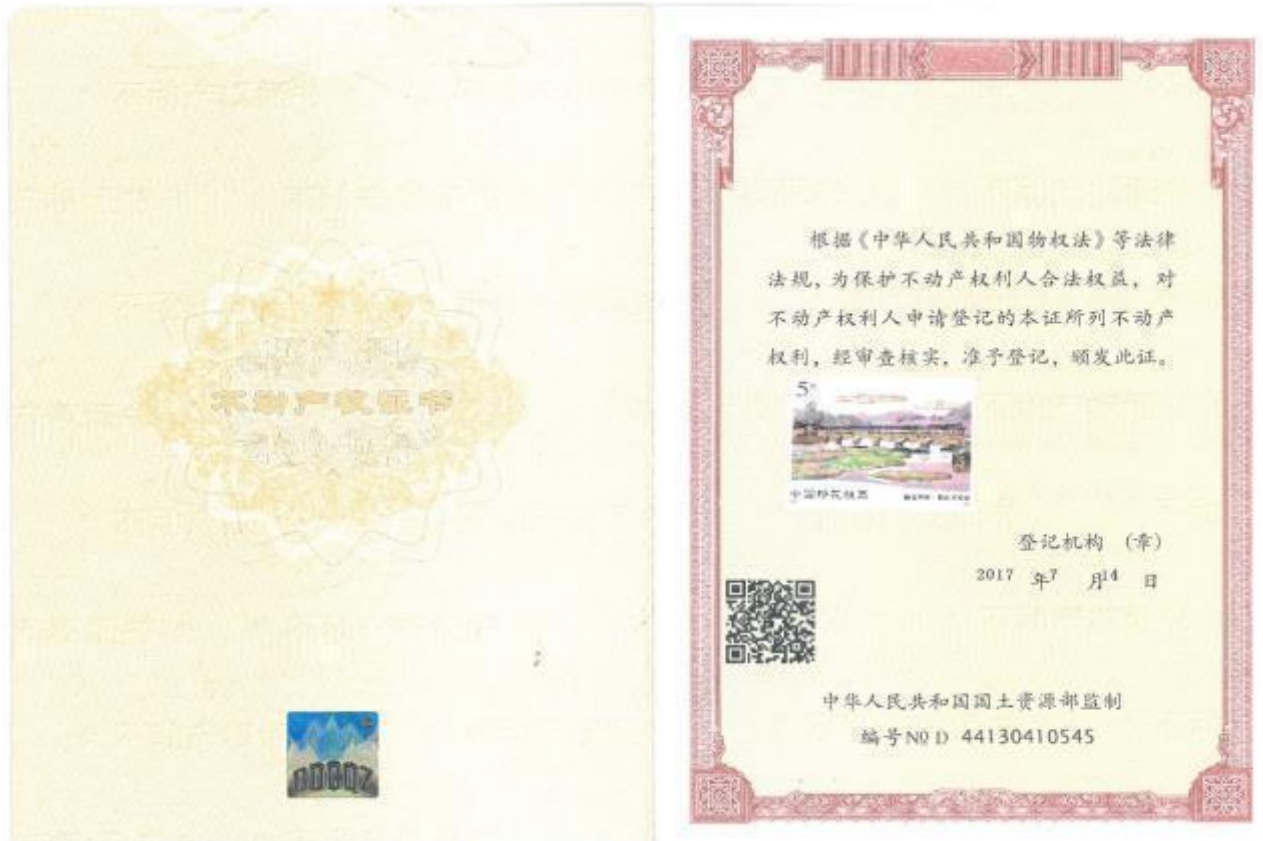 不动产权证书
根据《中华人民共和国物权法》等法律
法规，为保护不动产权利人合法权益，对
不动产权利人申请登记的本证所列不动产
权利，经审查核实，准予登记，颁发此证。
5
中国印花税票
登记机构 (章)
2017 年7 月14 日
中华人民共和国国土资源部监制
编号№ D 44130410545